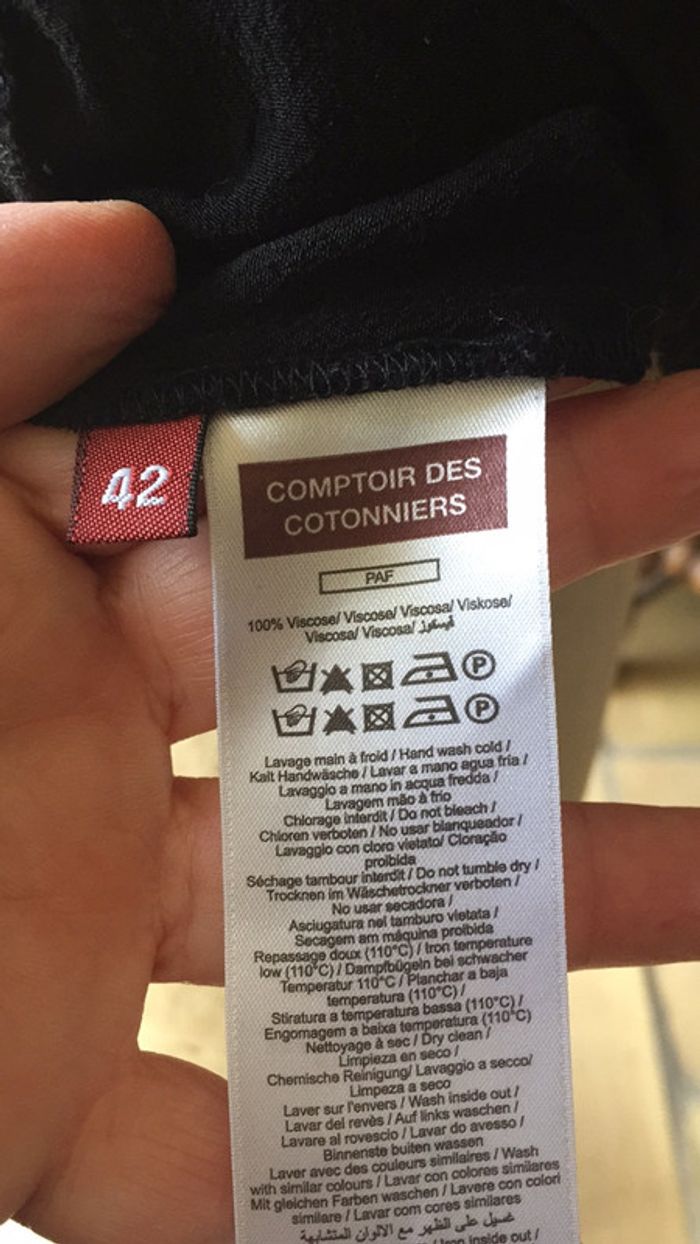 42
COMPTOIR DES
COTONNIERS
PAF
100% Viscose/ Viscose/ Viscosa/ Viskose/
Viscosa/ Viscosa/ فيسكوز
P
P
Lavage main à froid / Hand wash cold /
Kalt Handwäsche / Lavar a mano agua fria /
Lavaggio a mano in acqua fredda /
Lavagem mão à frio
Chlorage interdit / Do not bleach /
Chloren verboten / No usar blanqueador /
Lavaggio con cloro vietato/ Cloração
proibida
Séchage tambour interdit / Do not tumble dry /
Trocknen im Wäschetrockner verboten /
No usar secadora /
Asciugatura nel tamburo vietata /
Secagem am máquina proibida
Repassage doux (110°C) / Iron temperature
low (110°C) / Dampfbügeln bei schwacher
Temperatur 110°C / Planchar a baja
temperatura (110°C) /
Stiratura a temperatura bassa (110°C) /
Engomagem a baixa temperatura (110°C)
Nettoyage à sec / Dry clean /
Limpieza en seco /
Chemische Reinigung/ Lavaggio a secco/
Limpeza a seco
Laver sur l'envers / Wash inside out /
Lavar del revès / Auf links waschen /
Lavare al rovescio / Lavar do avesso /
Binnenste buiten wassen
Laver avec des couleurs similaires / Wash
with similar colours / Lavar con colores similares
Mit gleichen Farben waschen / Lavere con colori
similare / Lavar com cores similares
غسيل على الظهر مع الالوان المتشابهة
/ Iron inside out /